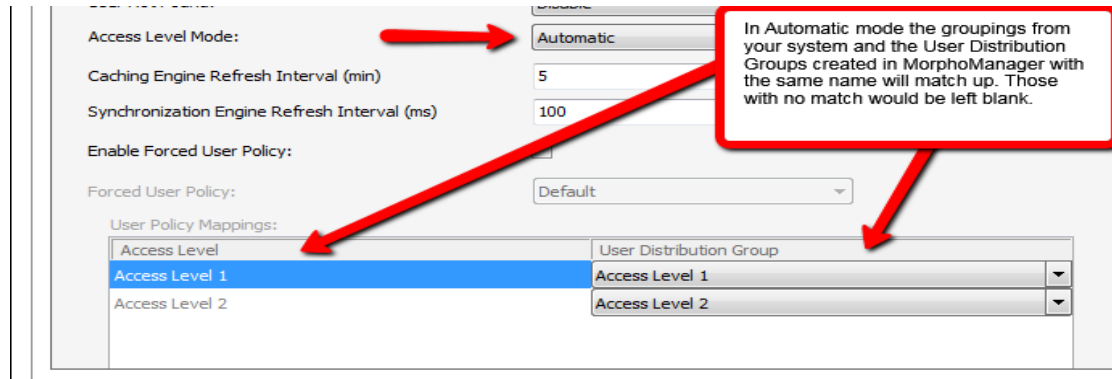 Disable
Access Level Mode:
Automatic
In Automatic mode the groupings from
your system and the User Distribution
Groups created in MorphoManager with
the same name will match up. Those
with no match would be left blank.
Caching Engine Refresh Interval (min)
5
Synchronization Engine Refresh Interval (ms)
100
Enable Forced User Policy:
Forced User Policy:
Default
User Policy Mappings:
Access Level
User Distribution Group
Access Level 1
Access Level 1
Access Level 2
Access Level 2